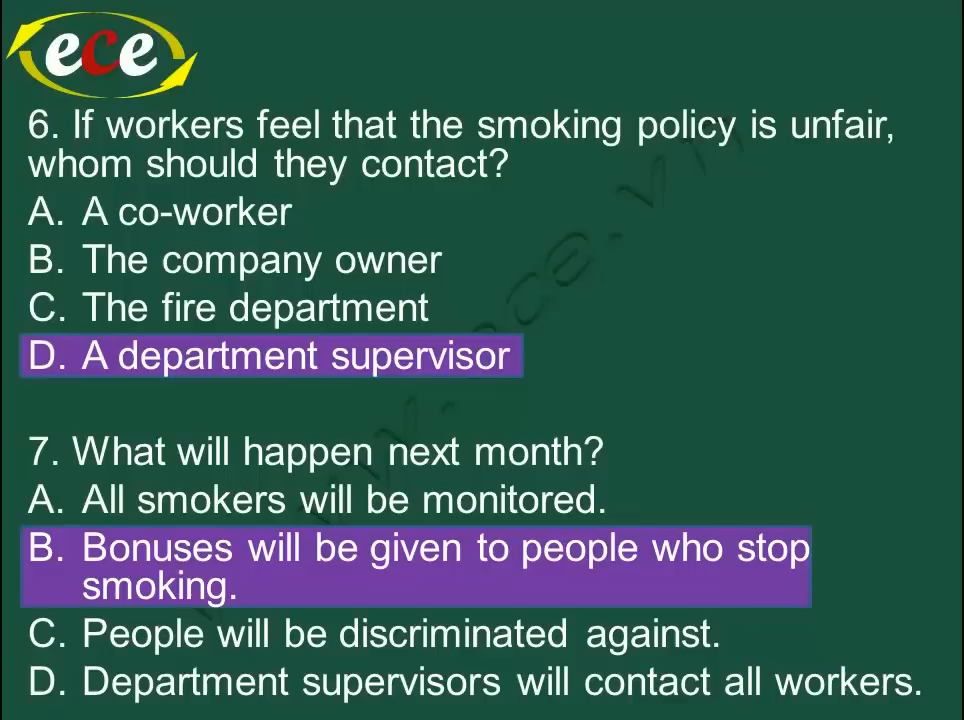 ece
6. If workers feel that the smoking policy is unfair,
whom should they contact?
A. A co-worker
B. The company owner
C. The fire department
D. A department supervisor
7. What will happen next month?
A. All smokers will be monitored.
B. Bonuses will be given to people who stop
smoking.
C. People will be discriminated against.
D. Department supervisors will contact all workers.